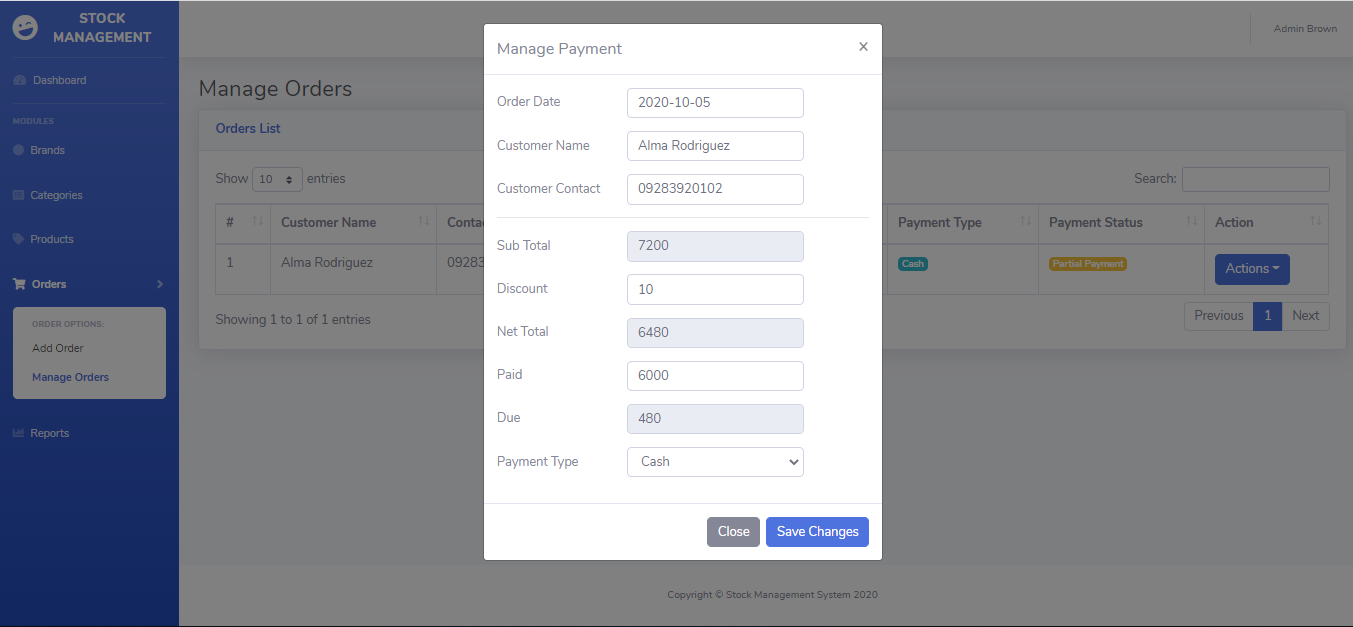 STOCK
MANAGEMENT
Dashboard
MODULES
Brands
Categories
Products
Orders
ORDER OPTIONS:
Add Order
Manage Orders
Reports
Admin Brown
Manage Orders
Orders List
Show 10 entries
Search:
# Customer Name Conta Payment Type Payment Status Action
1 Alma Rodriguez 09283 Cash Partial Payment Actions
Showing 1 to 1 of 1 entries
Previous 1 Next
Manage Payment ×
Order Date 2020-10-05
Customer Name Alma Rodriguez
Customer Contact 09283920102
Sub Total 7200
Discount 10
Net Total 6480
Paid 6000
Due 480
Payment Type Cash
Close Save Changes
Copyright © Stock Management System 2020